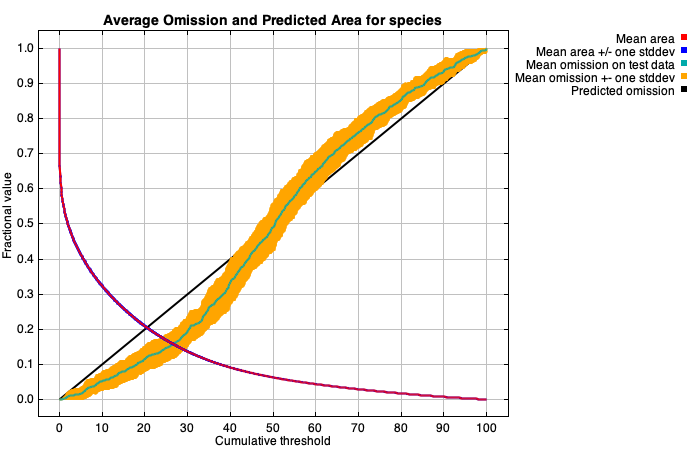 Average Omission and Predicted Area for species
Mean area
Mean area +/- one stddev
Mean omission on test data
Mean omission +- one stddev
Predicted omission
Fractional value
1.0
0.9
0.8
0.7
0.6
0.5
0.4
0.3
0.2
0.1
0.0
0 10 20 30 40 50 60 70 80 90 100
Cumulative threshold